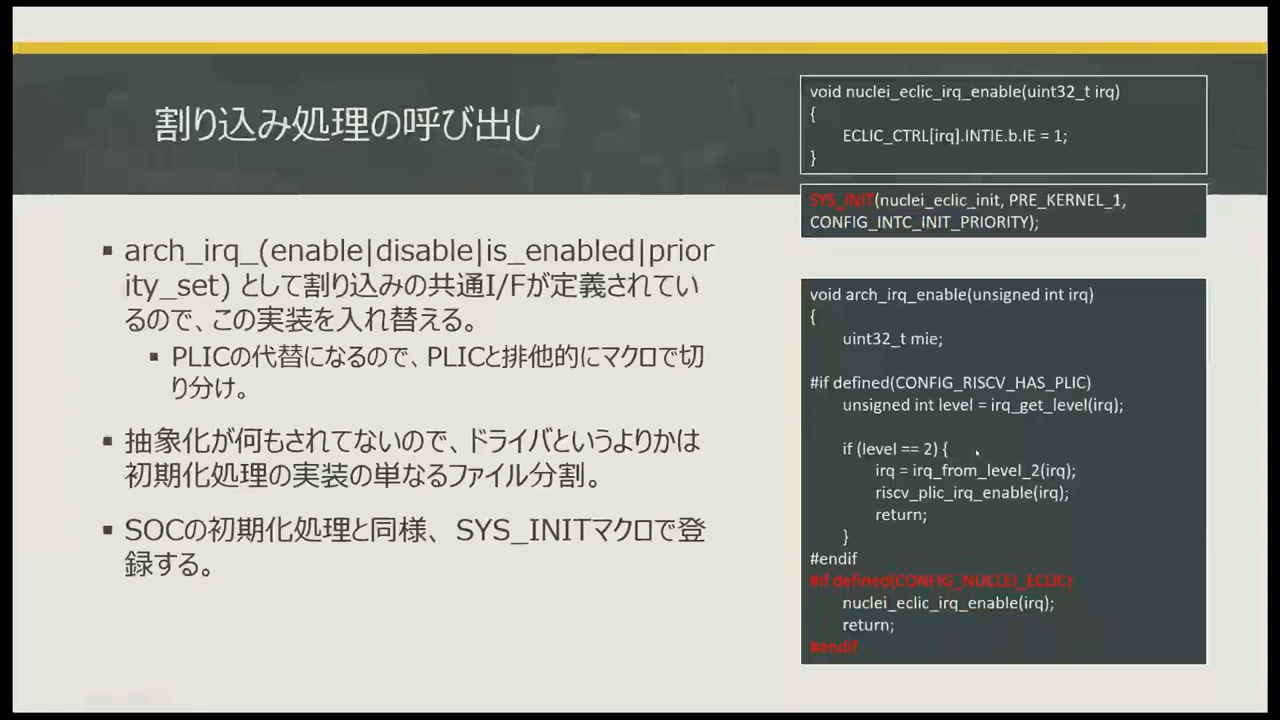 割り込み処理の呼び出し
▪ arch_irq_(enable|disable|is_enabled|prior
ity_set) として割り込みの共通I/Fが定義されてい
るので、この実装を入れ替える。
▪ PLICの代替になるので、PLICと排他的にマクロで切
り分け。
▪ 抽象化が何もされてないので、ドライバというよりかは
初期化処理の実装の単なるファイル分割。
▪ SOCの初期化処理と同様、SYS_INITマクロで登
録する。
void nuclei_eclic_irq_enable(uint32_t irq)
{
ECLIC_CTRL[irq].INTIE.b.IE = 1;
}
SYS_INIT(nuclei_eclic_init, PRE_KERNEL_1,
CONFIG_INTC_INIT_PRIORITY);
void arch_irq_enable(unsigned int irq)
{
uint32_t mie;
#if defined(CONFIG_RISCV_HAS_PLIC)
unsigned int level = irq_get_level(irq);
if (level == 2) {
irq = irq_from_level_2(irq);
riscv_plic_irq_enable(irq);
return;
}
#endif
#if defined(CONFIG_NUCLEI_ECLIC)
nuclei_eclic_irq_enable(irq);
return;
#endif